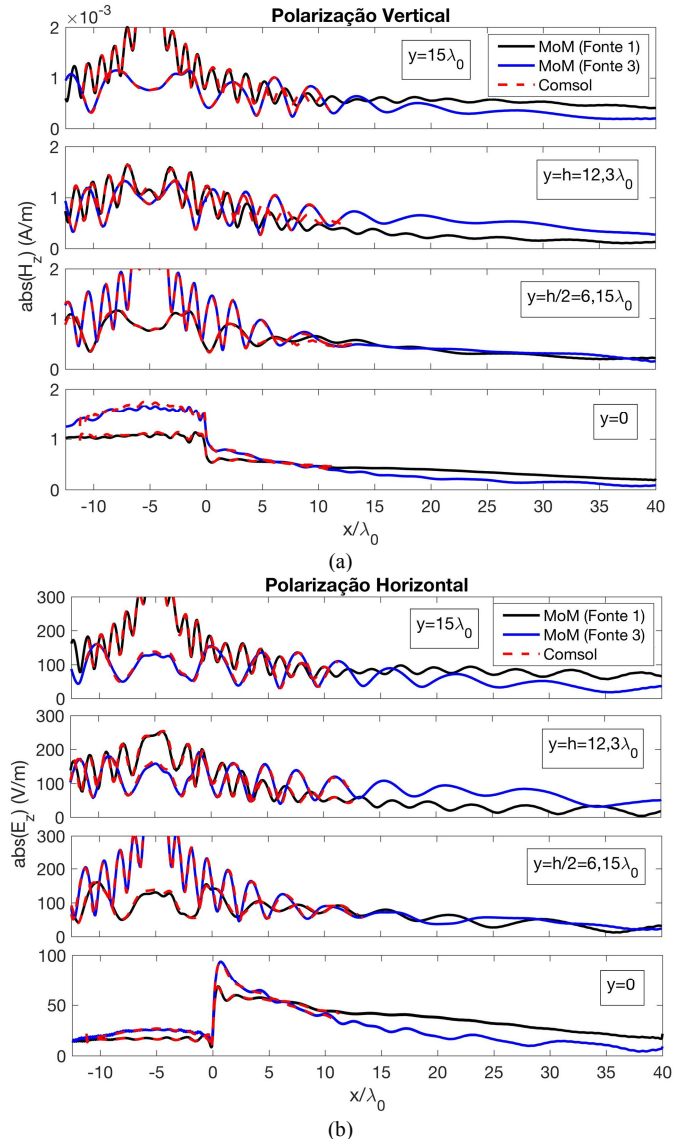 Polarização Vertical
×10⁻³
2
1
0
y=15λ₀
MoM (Fonte 1)
MoM (Fonte 3)
Comsol
2
1
0
y=h=12,3λ₀
2
1
0
y=h/2=6,15λ₀
2
1
0
y=0
abs(H_z) (A/m)
-10 -5 0 5 10 15 20 25 30 35 40
x/λ₀
(a)
Polarização Horizontal
300
200
100
0
y=15λ₀
MoM (Fonte 1)
MoM (Fonte 3)
Comsol
300
200
100
0
y=h=12,3λ₀
300
200
100
0
y=h/2=6,15λ₀
100
50
0
y=0
abs(E_z) (V/m)
-10 -5 0 5 10 15 20 25 30 35 40
x/λ₀
(b)